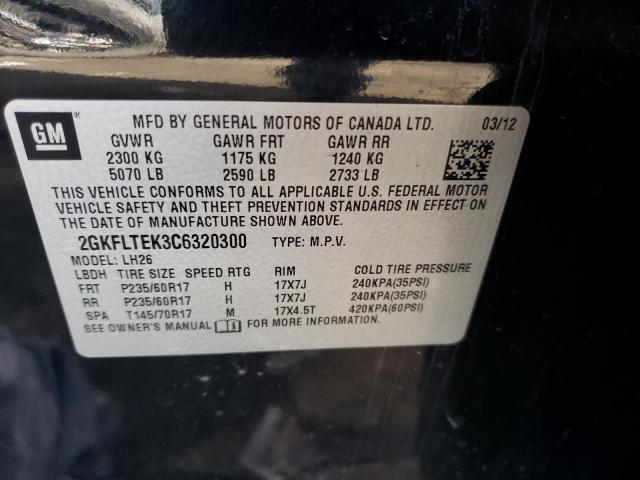 GM
MFD BY GENERAL MOTORS OF CANADA LTD. 03/12
GVWR GAWR FRT GAWR RR
2300 KG 1175 KG 1240 KG
5070 LB 2590 LB 2733 LB
THIS VEHICLE CONFORMS TO ALL APPLICABLE U.S. FEDERAL MOTOR
VEHICLE SAFETY AND THEFT PREVENTION STANDARDS IN EFFECT ON
THE DATE OF MANUFACTURE SHOWN ABOVE.
2GKFLTEK3C6320300 TYPE: M.P.V.
MODEL: LH26
LBDH TIRE SIZE SPEED RTG RIM COLD TIRE PRESSURE
FRT P235/60R17 H 17X7J 240KPA(35PSI)
RR P235/60R17 H 17X7J 240KPA(35PSI)
SPA T145/70R17 M 17X4.5T 420KPA(60PSI)
SEE OWNER'S MANUAL FOR MORE INFORMATION.